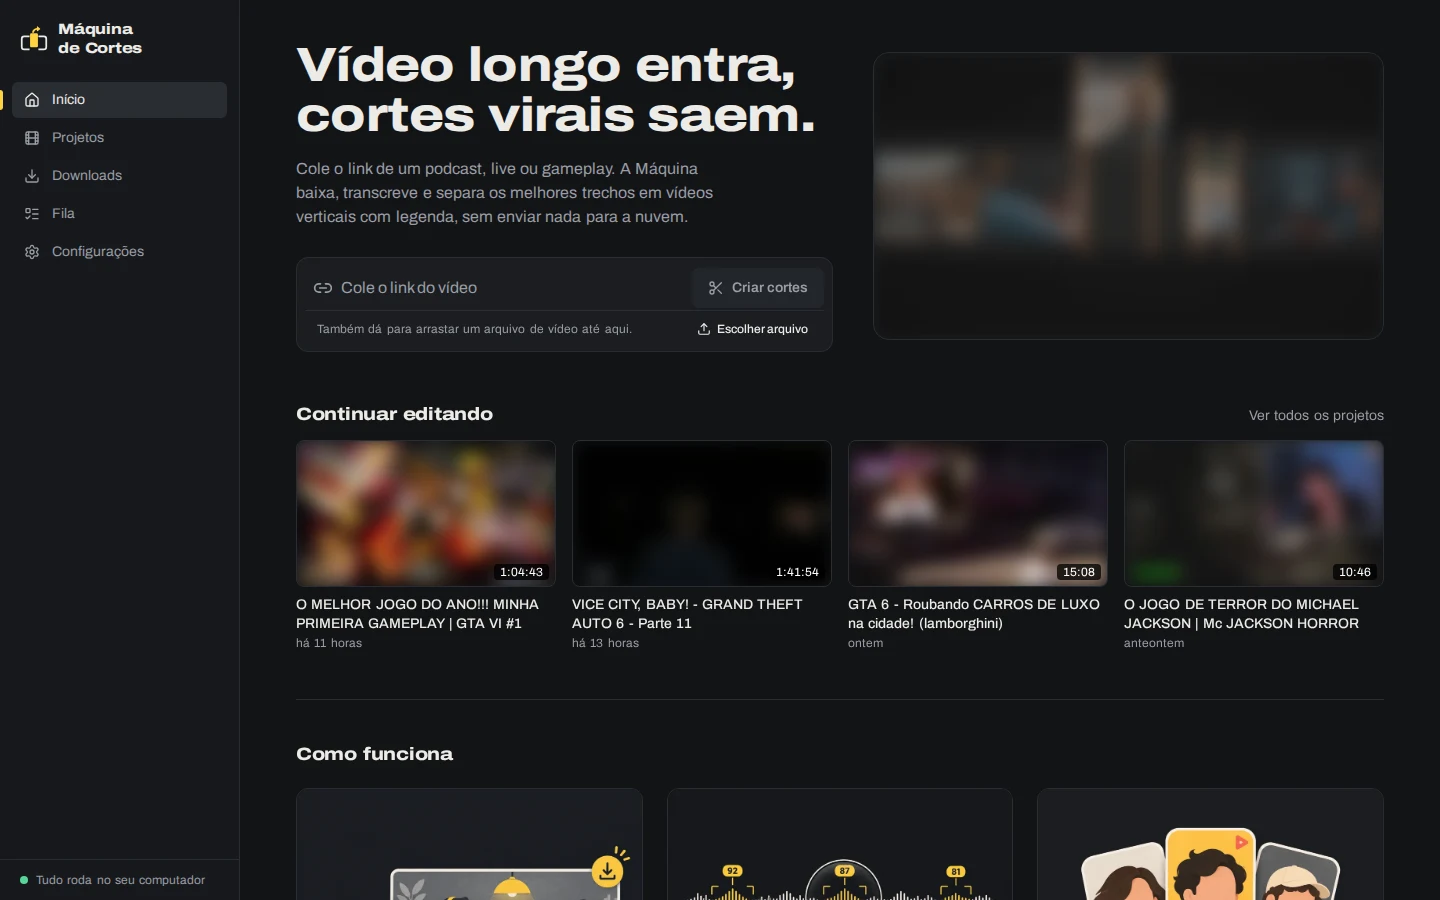 Máquina
de Cortes
Início
Projetos
Downloads
Fila
Configurações
Tudo roda no seu computador
Vídeo longo entra,
cortes virais saem.
Cole o link de um podcast, live ou gameplay. A Máquina
baixa, transcreve e separa os melhores trechos em vídeos
verticais com legenda, sem enviar nada para a nuvem.
Cole o link do vídeo
Criar cortes
Também dá para arrastar um arquivo de vídeo até aqui.
Escolher arquivo
Continuar editando
Ver todos os projetos
1:04:43
1:41:54
15:08
10:46
O MELHOR JOGO DO ANO!!! MINHA
PRIMEIRA GAMEPLAY | GTA VI #1
há 11 horas
VICE CITY, BABY! - GRAND THEFT
AUTO 6 - Parte 11
há 13 horas
GTA 6 - Roubando CARROS DE LUXO
na cidade! (lamborghini)
ontem
O JOGO DE TERROR DO MICHAEL
JACKSON | Mc JACKSON HORROR
anteontem
Como funciona
92
87
81